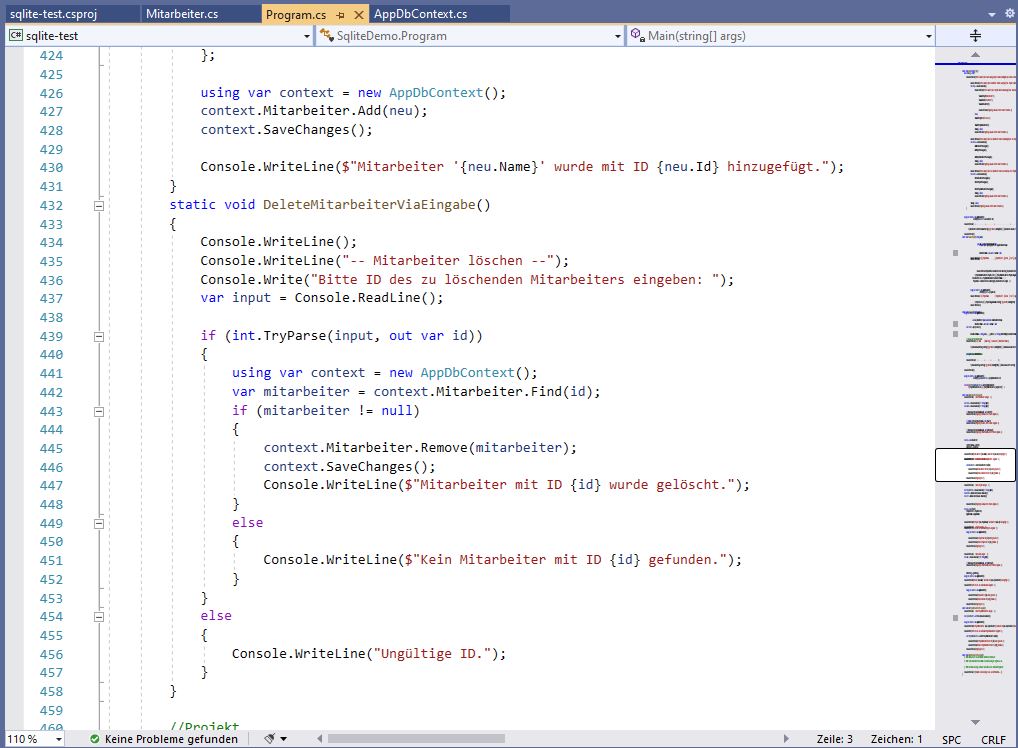 sqlite-test.csproj Mitarbeiter.cs Program.cs AppDbContext.cs
C# sqlite-test SqliteDemo.Program Main(string[] args)
424 };
425
426 using var context = new AppDbContext();
427 context.Mitarbeiter.Add(neu);
428 context.SaveChanges();
429
430 Console.WriteLine($"Mitarbeiter '{neu.Name}' wurde mit ID {neu.Id} hinzugefügt.");
431 }
432 static void DeleteMitarbeiterViaEingabe()
433 {
434 Console.WriteLine();
435 Console.WriteLine("-- Mitarbeiter löschen --");
436 Console.Write("Bitte ID des zu löschenden Mitarbeiters eingeben: ");
437 var input = Console.ReadLine();
438
439 if (int.TryParse(input, out var id))
440 {
441 using var context = new AppDbContext();
442 var mitarbeiter = context.Mitarbeiter.Find(id);
443 if (mitarbeiter != null)
444 {
445 context.Mitarbeiter.Remove(mitarbeiter);
446 context.SaveChanges();
447 Console.WriteLine($"Mitarbeiter mit ID {id} wurde gelöscht.");
448 }
449 else
450 {
451 Console.WriteLine($"Kein Mitarbeiter mit ID {id} gefunden.");
452 }
453 }
454 else
455 {
456 Console.WriteLine("Ungültige ID.");
457 }
458 }
459
460 //Projekt
110 % Keine Probleme gefunden Zeile: 3 Zeichen: 1 SPC CRLF